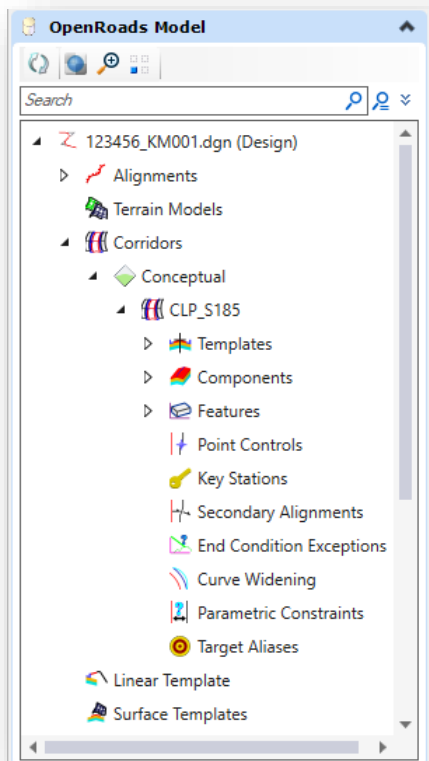 OpenRoads Model
Search
123456_KM001.dgn (Design)
Alignments
Terrain Models
Corridors
Conceptual
CLP_S185
Templates
Components
Features
Point Controls
Key Stations
Secondary Alignments
End Condition Exceptions
Curve Widening
Parametric Constraints
Target Aliases
Linear Template
Surface Templates